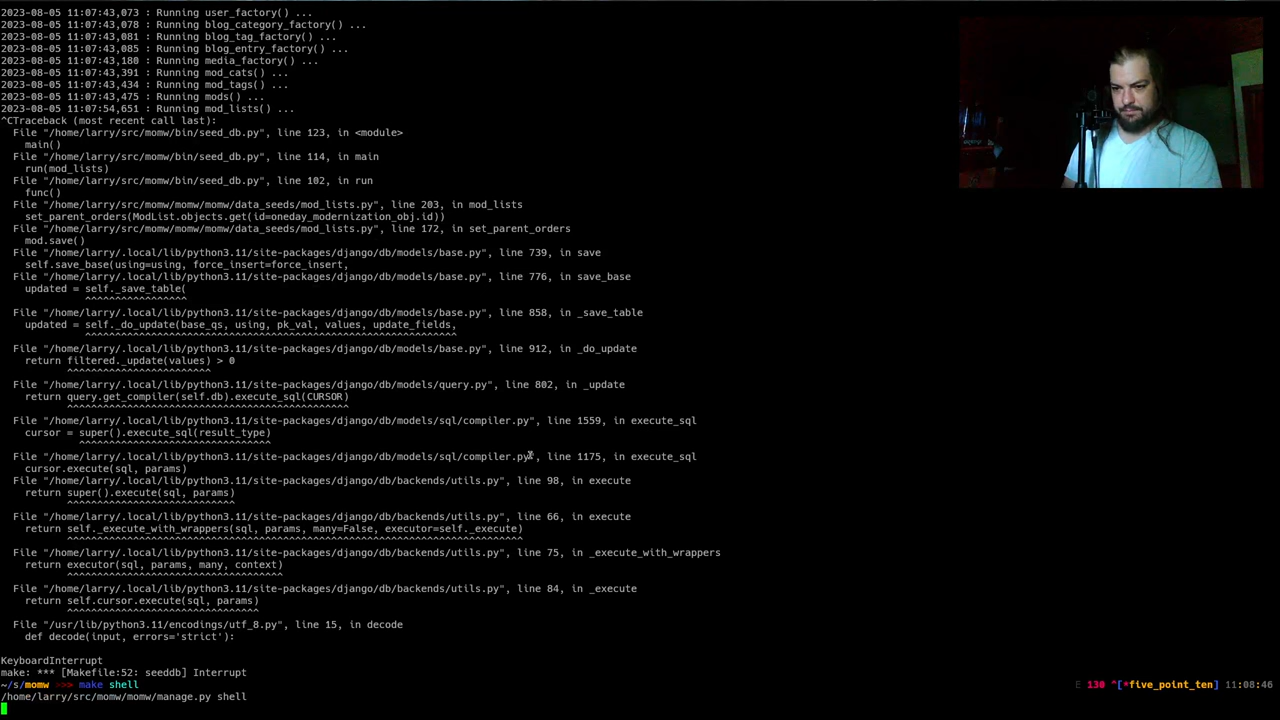 2023-08-05 11:07:43,073 : Running user_factory() ...
2023-08-05 11:07:43,078 : Running blog_category_factory() ...
2023-08-05 11:07:43,081 : Running blog_tag_factory() ...
2023-08-05 11:07:43,085 : Running blog_entry_factory() ...
2023-08-05 11:07:43,180 : Running media_factory() ...
2023-08-05 11:07:43,391 : Running mod_cats() ...
2023-08-05 11:07:43,434 : Running mod_tags() ...
2023-08-05 11:07:43,475 : Running mods() ...
2023-08-05 11:07:54,651 : Running mod_lists() ...
^CTraceback (most recent call last):
File "/home/larry/src/momw/bin/seed_db.py", line 123, in <module>
main()
File "/home/larry/src/momw/bin/seed_db.py", line 114, in main
run(mod_lists)
File "/home/larry/src/momw/bin/seed_db.py", line 102, in run
func()
File "/home/larry/src/momw/momw/momw/data_seeds/mod_lists.py", line 203, in mod_lists
set_parent_orders(ModList.objects.get(id=oneday_modernization_obj.id))
File "/home/larry/src/momw/momw/momw/data_seeds/mod_lists.py", line 172, in set_parent_orders
mod.save()
File "/home/larry/.local/lib/python3.11/site-packages/django/db/models/base.py", line 739, in save
self.save_base(using=using, force_insert=force_insert,
File "/home/larry/.local/lib/python3.11/site-packages/django/db/models/base.py", line 776, in save_base
updated = self._save_table(
^^^^^^^^^^^^^^^^^
File "/home/larry/.local/lib/python3.11/site-packages/django/db/models/base.py", line 858, in _save_table
updated = self._do_update(base_qs, using, pk_val, values, update_fields,
^^^^^^^^^^^^^^^^^^^^^^^^^^^^^^^^^^^^^^^^^^^^^^^^^^^^^^^^^^^^^^
File "/home/larry/.local/lib/python3.11/site-packages/django/db/models/base.py", line 912, in _do_update
return filtered._update(values) > 0
^^^^^^^^^^^^^^^^^^^^^^^^
File "/home/larry/.local/lib/python3.11/site-packages/django/db/models/query.py", line 802, in _update
return query.get_compiler(self.db).execute_sql(CURSOR)
^^^^^^^^^^^^^^^^^^^^^^^^^^^^^^^^^^^^^^^^^^^^^^^
File "/home/larry/.local/lib/python3.11/site-packages/django/db/models/sql/compiler.py", line 1559, in execute_sql
cursor = super().execute_sql(result_type)
^^^^^^^^^^^^^^^^^^^^^^^^^^^^^^^^
File "/home/larry/.local/lib/python3.11/site-packages/django/db/models/sql/compiler.py", line 1175, in execute_sql
cursor.execute(sql, params)
File "/home/larry/.local/lib/python3.11/site-packages/django/db/backends/utils.py", line 98, in execute
return super().execute(sql, params)
^^^^^^^^^^^^^^^^^^^^^^^^^^^^
File "/home/larry/.local/lib/python3.11/site-packages/django/db/backends/utils.py", line 66, in execute
return self._execute_with_wrappers(sql, params, many=False, executor=self._execute)
^^^^^^^^^^^^^^^^^^^^^^^^^^^^^^^^^^^^^^^^^^^^^^^^^^^^^^^^^^^^^^^^^^^^^^^^^^^^
File "/home/larry/.local/lib/python3.11/site-packages/django/db/backends/utils.py", line 75, in _execute_with_wrappers
return executor(sql, params, many, context)
^^^^^^^^^^^^^^^^^^^^^^^^^^^^^^^^^^^^
File "/home/larry/.local/lib/python3.11/site-packages/django/db/backends/utils.py", line 84, in _execute
return self.cursor.execute(sql, params)
^^^^^^^^^^^^^^^^^^^^^^^^^^^^^^^^
File "/usr/lib/python3.11/encodings/utf_8.py", line 15, in decode
def decode(input, errors='strict'):
KeyboardInterrupt
make: *** [Makefile:52: seeddb] Interrupt
~/s/momw >>> make shell E 130 ^[*five_point_ten] 11:08:46
/home/larry/src/momw/momw/manage.py shell